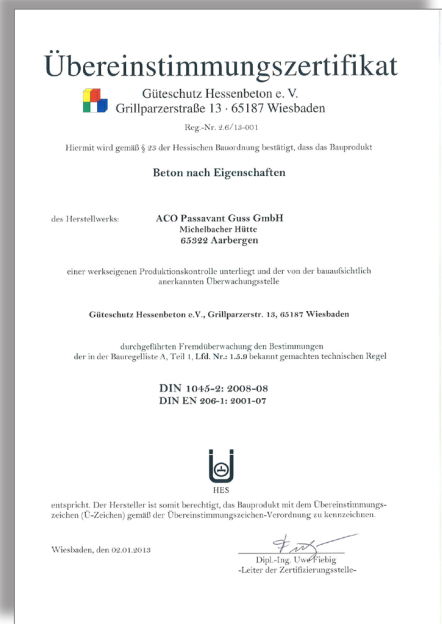 Übereinstimmungszertifikat
Güteschutz Hessenbeton e. V.
Grillparzerstraße 13 · 65187 Wiesbaden
Reg.-Nr. 2.6/13-001
Hiermit wird gemäß § 23 der Hessischen Bauordnung bestätigt, dass das Bauprodukt
Beton nach Eigenschaften
des Herstellwerks: ACO Passavant Guss GmbH
Michelbacher Hütte
65322 Aarbergen
einer werkseigenen Produktionskontrolle unterliegt und der von der bauaufsichtlich
anerkannten Überwachungsstelle
Güteschutz Hessenbeton e.V., Grillparzerstr. 13, 65187 Wiesbaden
durchgeführten Fremdüberwachung den Bestimmungen
der in der Bauregelliste A, Teil 1, Lfd. Nr.: 1.5.9 bekannt gemachten technischen Regel
DIN 1045-2: 2008-08
DIN EN 206-1: 2001-07
HES
entspricht. Der Hersteller ist somit berechtigt, das Bauprodukt mit dem Übereinstimmungs-
zeichen (Ü-Zeichen) gemäß der Übereinstimmungszeichen-Verordnung zu kennzeichnen.
Wiesbaden, den 02.01.2013
Dipl.-Ing. Uwe Fiebig
-Leiter der Zertifizierungsstelle-